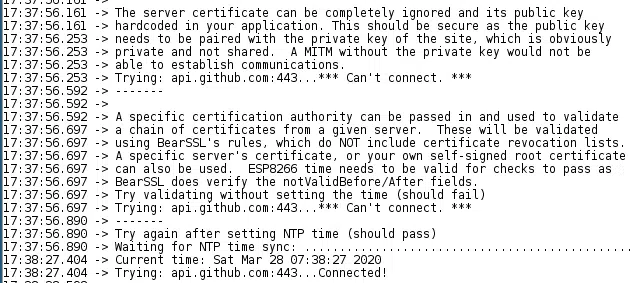 17:37:56.161 ->
17:37:56.161 -> The server certificate can be completely ignored and its public key
17:37:56.161 -> hardcoded in your application. This should be secure as the public key
17:37:56.253 -> needs to be paired with the private key of the site, which is obviously
17:37:56.253 -> private and not shared.  A MITM without the private key would not be
17:37:56.253 -> able to establish communications.
17:37:56.253 -> Trying: api.github.com:443...*** Can't connect. ***
17:37:56.592 -> -------
17:37:56.592 ->
17:37:56.697 -> A specific certification authority can be passed in and used to validate
17:37:56.697 -> a chain of certificates from a given server.  These will be validated
17:37:56.697 -> using BearSSL's rules, which do NOT include certificate revocation lists.
17:37:56.697 -> A specific server's certificate, or your own self-signed root certificate
17:37:56.697 -> can also be used.  ESP8266 time needs to be valid for checks to pass as
17:37:56.697 -> BearSSL does verify the notValidBefore/After fields.
17:37:56.697 -> Try validating without setting the time (should fail)
17:37:56.697 -> Trying: api.github.com:443...*** Can't connect. ***
17:37:56.890 -> -------
17:37:56.890 -> Try again after setting NTP time (should pass)
17:37:56.890 -> Waiting for NTP time sync: ...............................................
17:38:27.404 -> Current time: Sat Mar 28 07:38:27 2020
17:38:27.404 -> Trying: api.github.com:443...Connected!